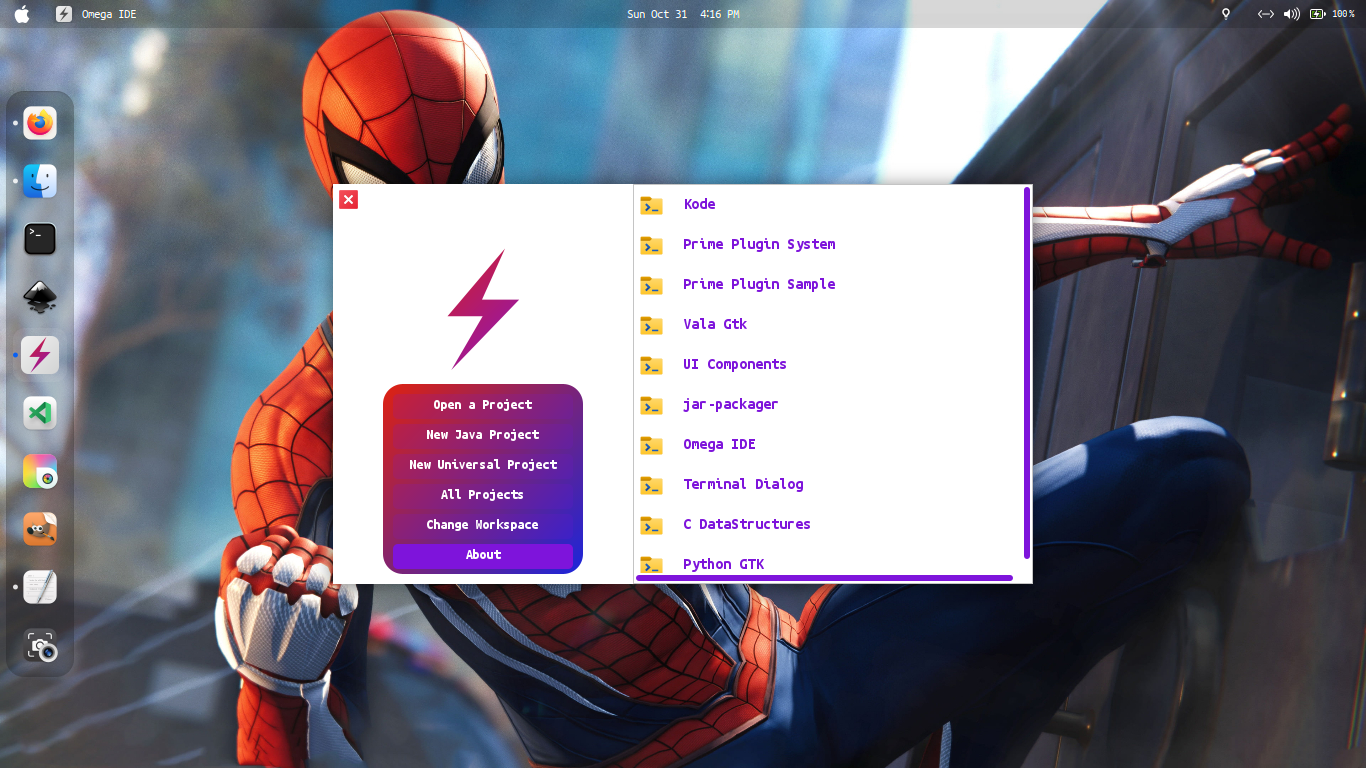 Omega IDE
Sun Oct 31 4:16 PM
100%
Kode
Prime Plugin System
Prime Plugin Sample
Vala Gtk
UI Components
jar-packager
Omega IDE
Terminal Dialog
C DataStructures
Python GTK
Open a Project
New Java Project
New Universal Project
All Projects
Change Workspace
About